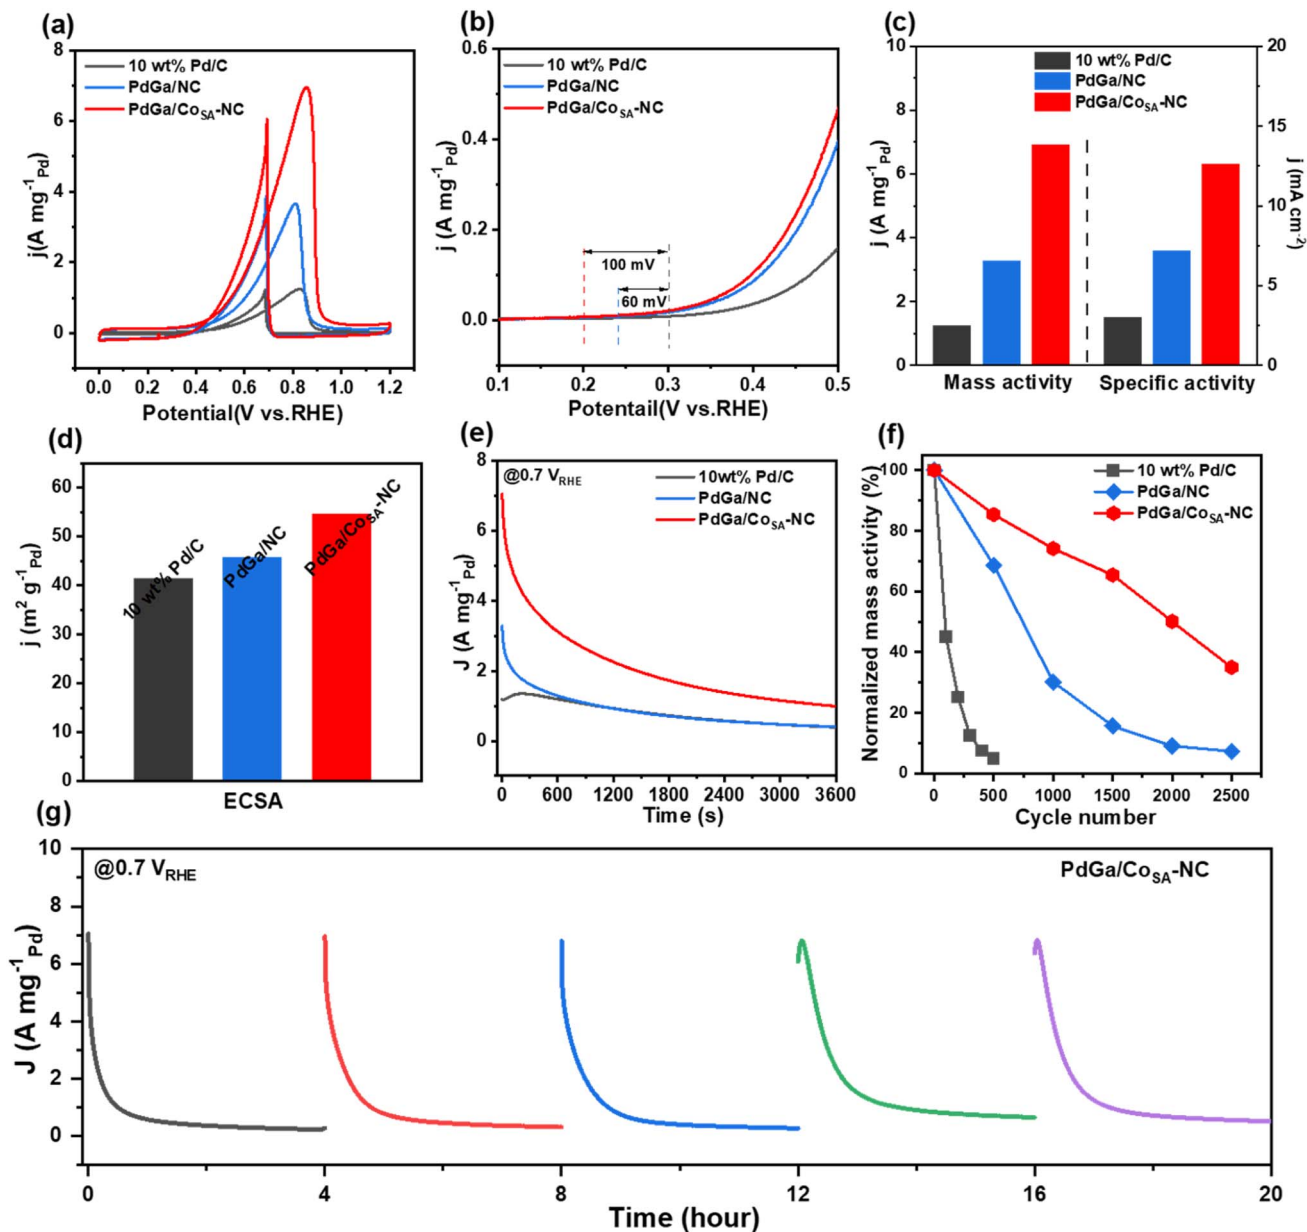 (a)
j(A mg⁻¹Pd)
8
6
4
2
0
10 wt% Pd/C
PdGa/NC
PdGa/CoSA-NC
0.0 0.2 0.4 0.6 0.8 1.0 1.2
Potential(V vs.RHE)
(b)
j (A mg⁻¹Pd)
0.6
0.4
0.2
0.0
10 wt% Pd/C
PdGa/NC
PdGa/CoSA-NC
100 mV
60 mV
0.1 0.2 0.3 0.4 0.5
Potentail(V vs.RHE)
(c)
j (A mg⁻¹Pd)
10
8
6
4
2
0
10 wt% Pd/C
PdGa/NC
PdGa/CoSA-NC
20
15
10
5
0
j (mA cm⁻²)
Mass activity Specific activity
(d)
j (m² g⁻¹Pd)
60
50
40
30
20
10
0
10 wt% Pd/C
PdGa/NC
PdGa/CoSA-NC
ECSA
(e)
J (A mg⁻¹Pd)
@0.7 VRHE
8
6
4
2
0
10wt% Pd/C
PdGa/NC
PdGa/CoSA-NC
0 600 1200 1800 2400 3000 3600
Time (s)
(f)
Normalized mass activity (%)
100
80
60
40
20
0
10 wt% Pd/C
PdGa/NC
PdGa/CoSA-NC
0 500 1000 1500 2000 2500
Cycle number
(g)
J (A mg⁻¹Pd)
@0.7 VRHE
PdGa/CoSA-NC
10
8
6
4
2
0
0 4 8 12 16 20
Time (hour)